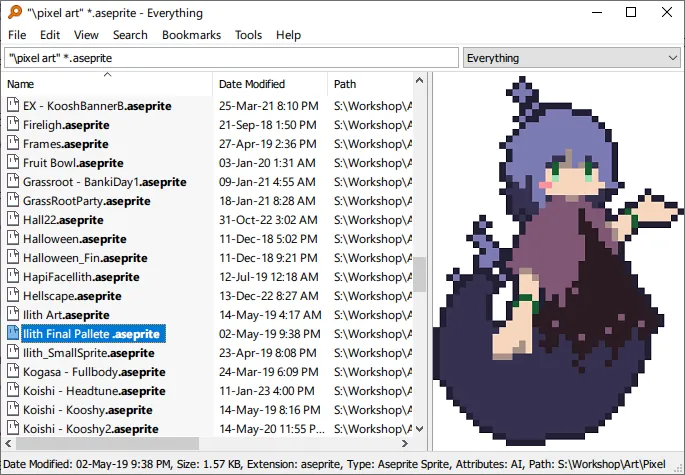 "\pixel art" *.aseprite - Everything
File Edit View Search Bookmarks Tools Help
"\pixel art" *.aseprite Everything
Name Date Modified Path
EX - KooshBannerB.aseprite 25-Mar-21 8:10 PM S:\Workshop\A
Fireligh.aseprite 21-Sep-18 1:50 PM S:\Workshop\A
Frames.aseprite 27-Apr-19 2:36 PM S:\Workshop\A
Fruit Bowl.aseprite 03-Jan-20 1:31 AM S:\Workshop\A
Grassroot - BankiDay1.aseprite 09-Jan-21 4:55 AM S:\Workshop\A
GrassRootParty.aseprite 18-Jan-21 8:28 AM S:\Workshop\A
Hall22.aseprite 31-Oct-22 3:02 AM S:\Workshop\A
Halloween.aseprite 11-Dec-18 5:02 PM S:\Workshop\A
Halloween_Fin.aseprite 11-Dec-18 9:21 PM S:\Workshop\A
HapiFaceIlith.aseprite 12-Jul-19 12:18 AM S:\Workshop\A
Hellscape.aseprite 13-Dec-22 8:27 AM S:\Workshop\A
Ilith Art.aseprite 14-May-19 4:17 AM S:\Workshop\A
Ilith Final Pallete .aseprite 02-May-19 9:38 PM S:\Workshop\A
Ilith_SmallSprite.aseprite 23-Apr-19 8:08 PM S:\Workshop\A
Kogasa - Fullbody.aseprite 24-Mar-19 6:09 PM S:\Workshop\A
Koishi - Headtune.aseprite 11-Jan-23 4:00 PM S:\Workshop\A
Koishi - Kooshy.aseprite 14-May-19 8:16 PM S:\Workshop\A
Koishi - Kooshy2.aseprite 14-May-20 11:55 P... S:\Workshop\A
Date Modified: 02-May-19 9:38 PM, Size: 1.57 KB, Extension: aseprite, Type: Aseprite Sprite, Attributes: AI, Path: S:\Workshop\Art\Pixel